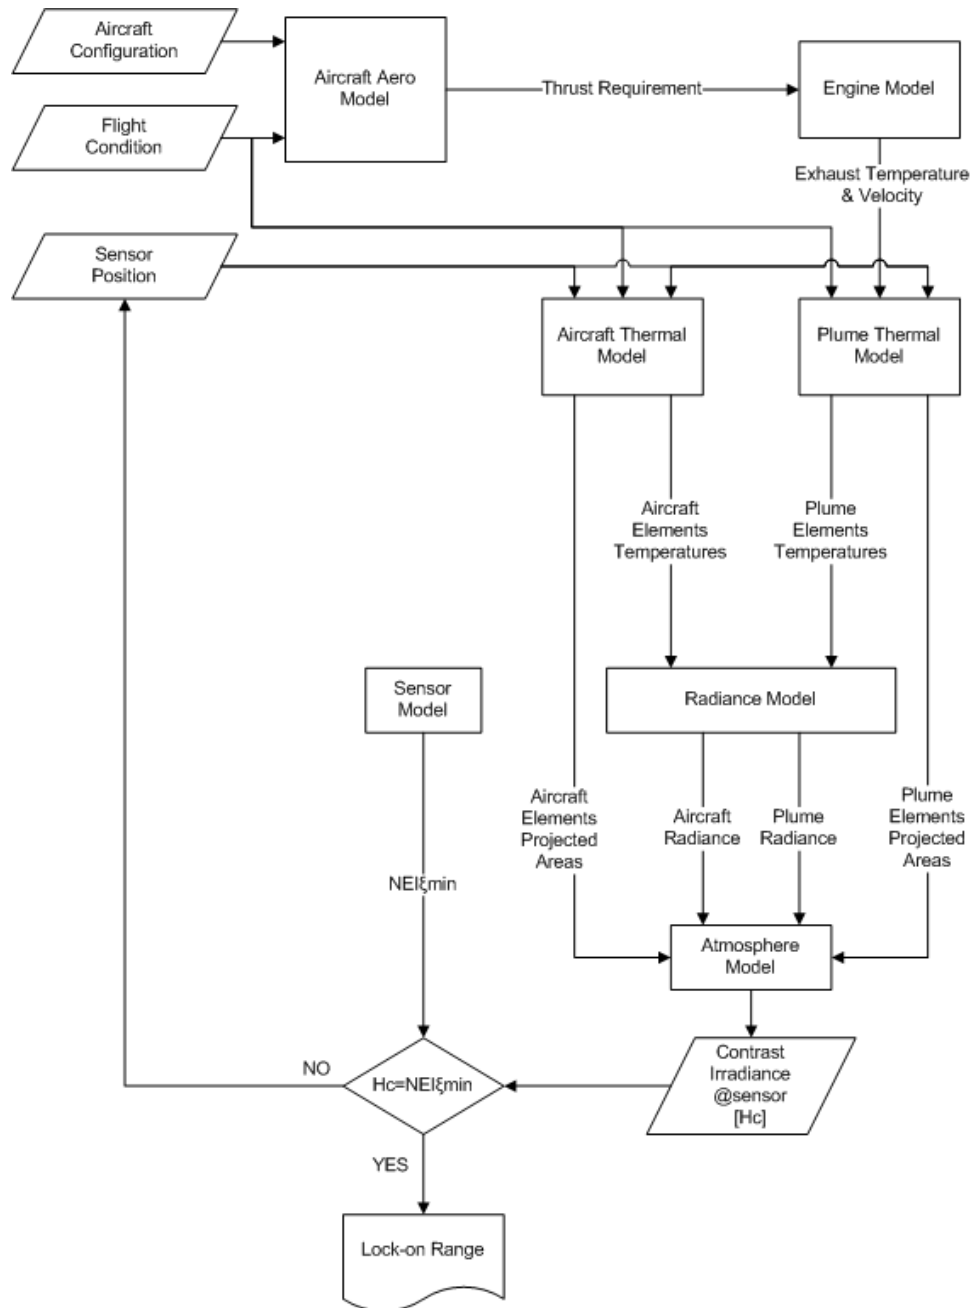 Aircraft
Configuration
Aircraft Aero
Model
Thrust Requirement
Engine Model
Flight
Condition
Exhaust Temperature
& Velocity
Sensor
Position
Aircraft Thermal
Model
Plume Thermal
Model
Aircraft
Elements
Temperatures
Plume
Elements
Temperatures
Sensor
Model
Radiance Model
Aircraft
Elements
Projected
Areas
Aircraft
Radiance
Plume
Radiance
Plume
Elements
Projected
Areas
NEIξmin
Atmosphere
Model
NO
Hc=NEIξmin
Contrast
Irradiance
@sensor
[Hc]
YES
Lock-on Range